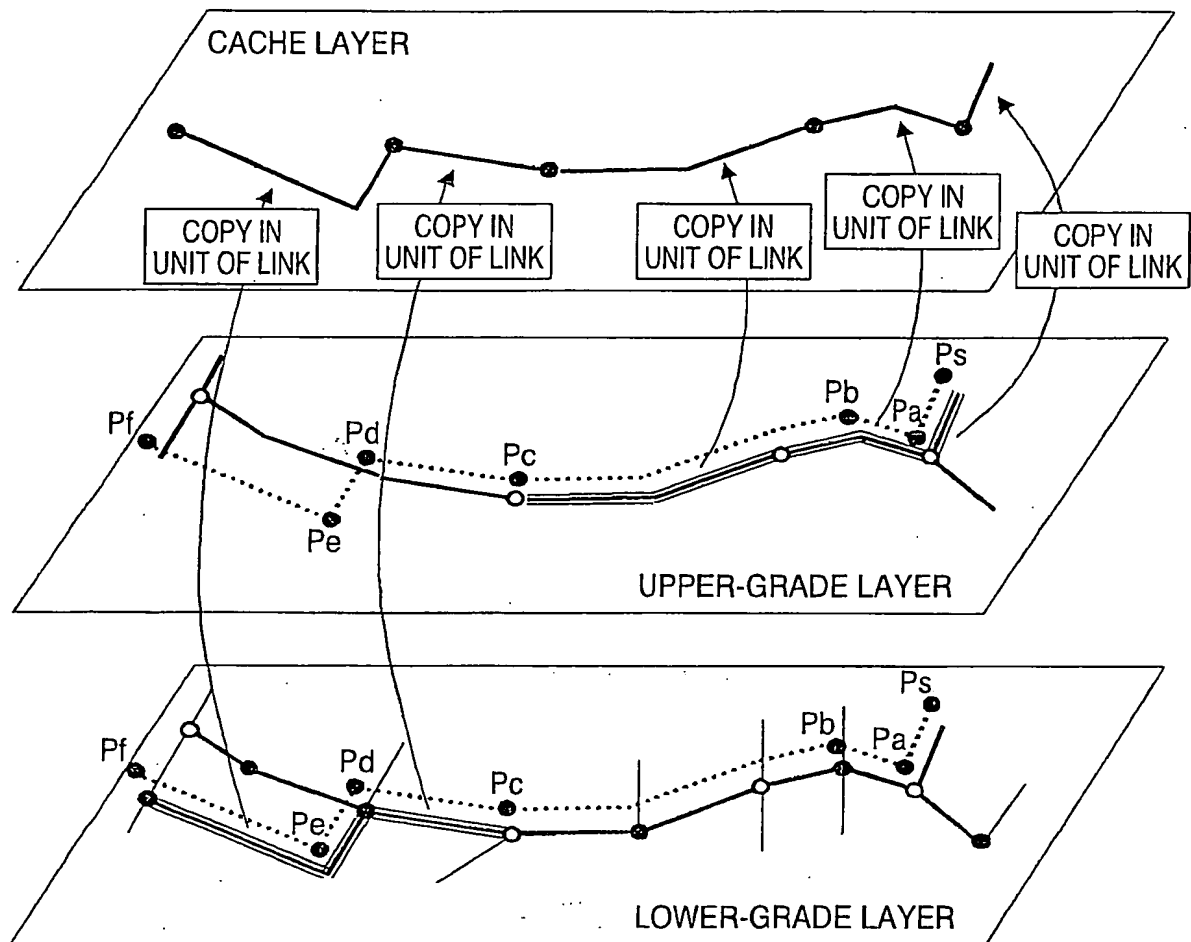 CACHE LAYER
COPY IN
UNIT OF LINK
COPY IN
UNIT OF LINK
COPY IN
UNIT OF LINK
COPY IN
UNIT OF LINK
COPY IN
UNIT OF LINK
Ps
Pb
Pa
Pf
Pd
Pc
Pe
UPPER-GRADE LAYER
Ps
Pb
Pa
Pf
Pd
Pc
Pe
LOWER-GRADE LAYER